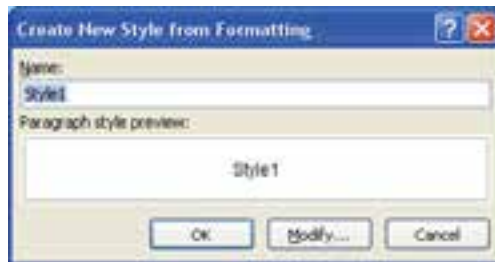 Create New Style from Formatting ?
Name:
Style1
Paragraph style preview:
Style1
OK Modify... Cancel